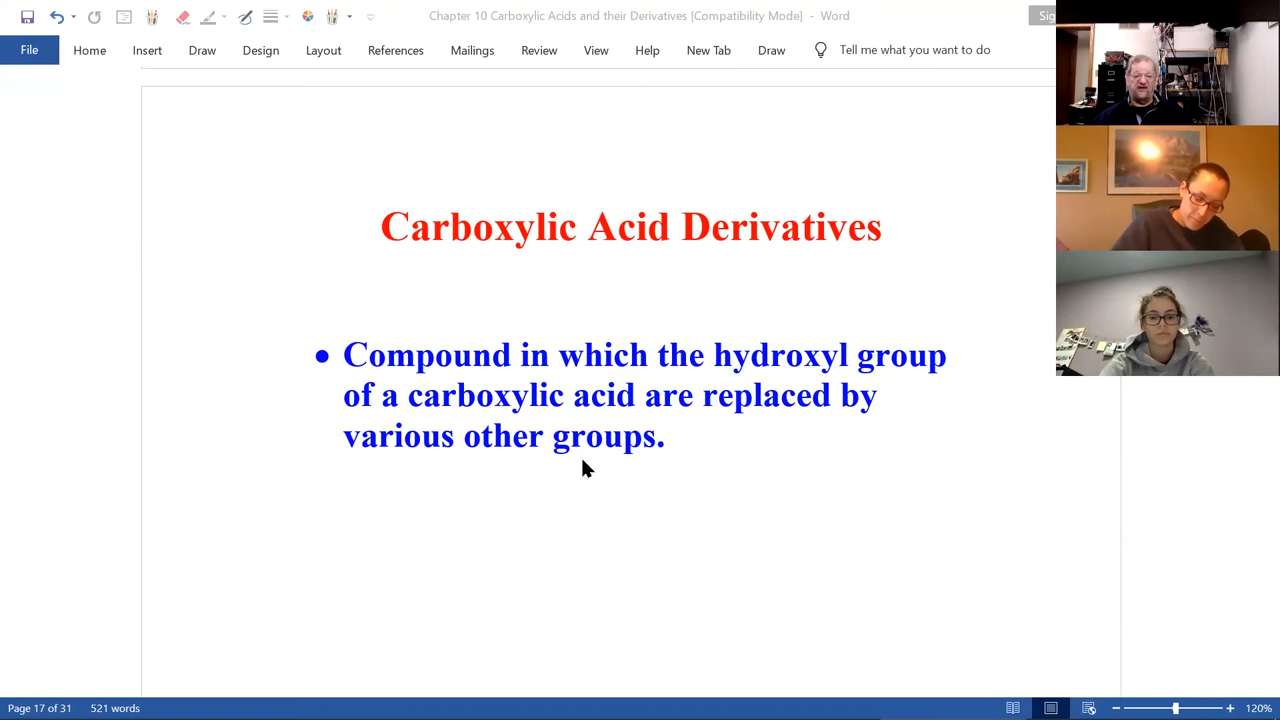 Chapter 10 Carboxylic Acids and their Derivatives [Compatibility Mode] - Word
Sig
File Home Insert Draw Design Layout References Mailings Review View Help New Tab Draw Tell me what you want to do
Carboxylic Acid Derivatives
• Compound in which the hydroxyl group
of a carboxylic acid are replaced by
various other groups.
Page 17 of 31 521 words 120%